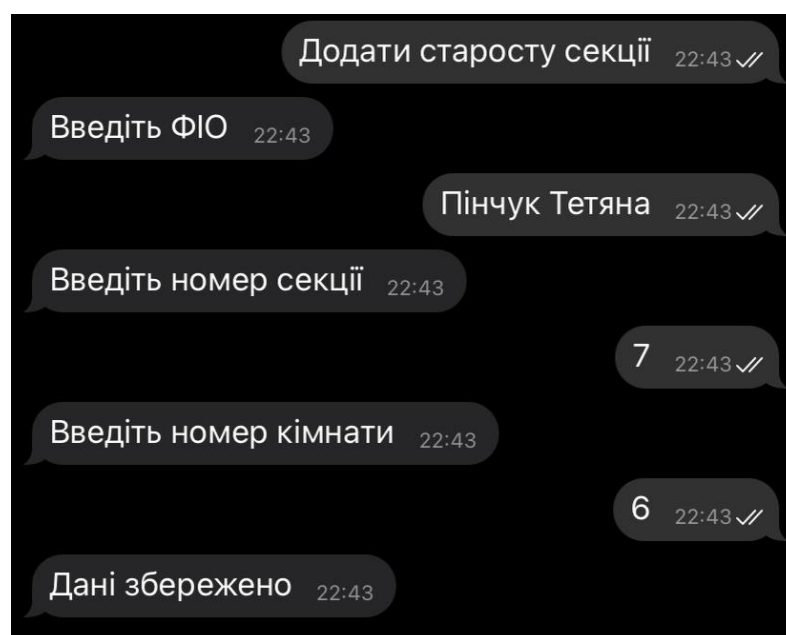 Додати старосту секції 22:43
Введіть ФІО 22:43
Пінчук Тетяна 22:43
Введіть номер секції 22:43
7 22:43
Введіть номер кімнати 22:43
6 22:43
Дані збережено 22:43